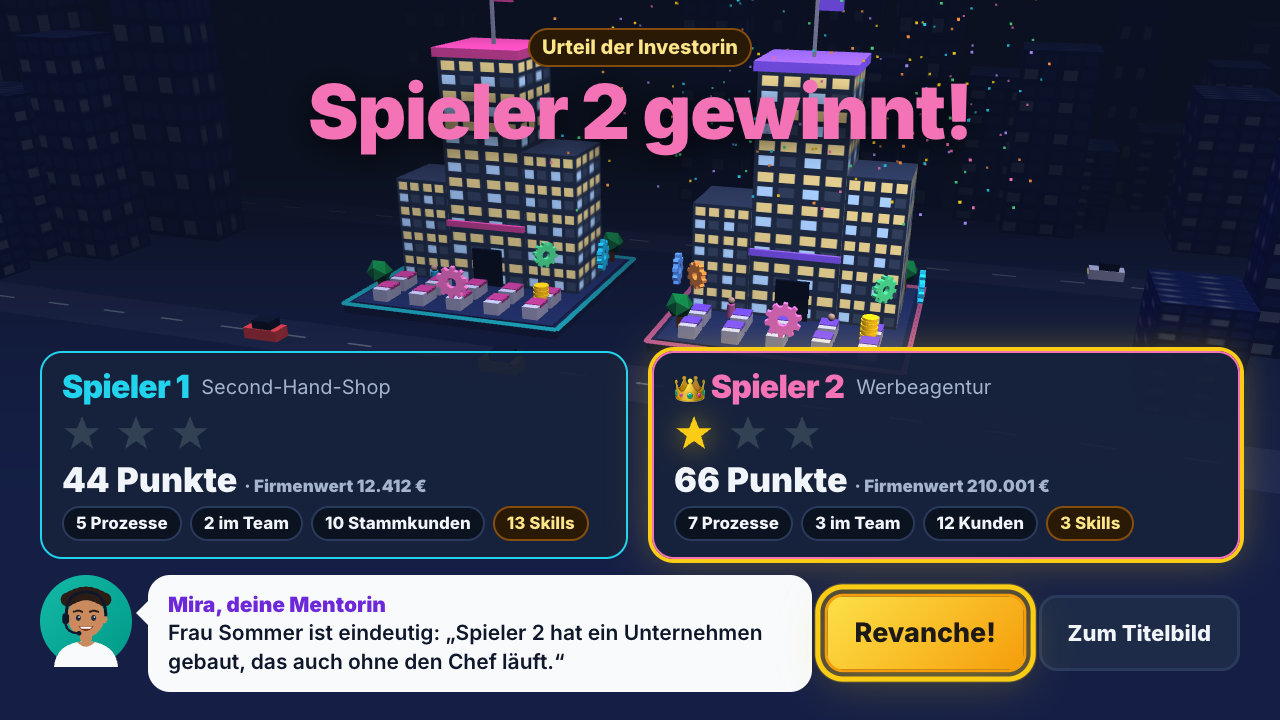 Urteil der Investorin
Spieler 2 gewinnt!
Spieler 1 Second-Hand-Shop
44 Punkte · Firmenwert 12.412 €
5 Prozesse
2 im Team
10 Stammkunden
13 Skills
Spieler 2 Werbeagentur
66 Punkte · Firmenwert 210.001 €
7 Prozesse
3 im Team
12 Kunden
3 Skills
Mira, deine Mentorin
Frau Sommer ist eindeutig: „Spieler 2 hat ein Unternehmen
gebaut, das auch ohne den Chef läuft.“
Revanche!
Zum Titelbild